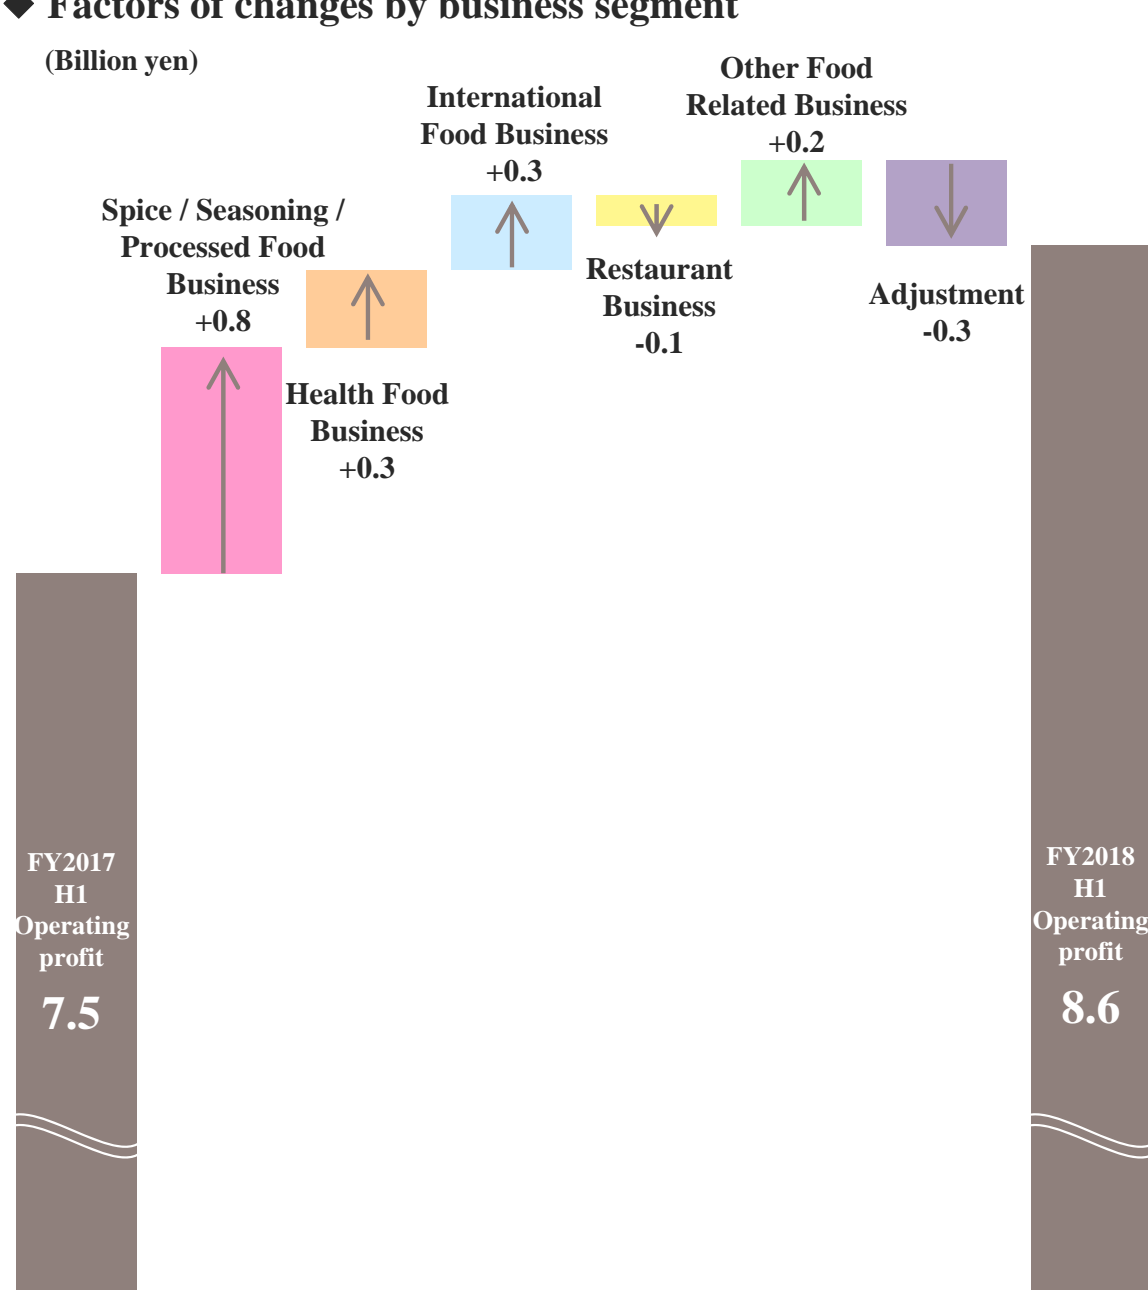 ◆ Factors of changes by business segment
(Billion yen)
Spice / Seasoning /
Processed Food
Business
+0.8
Health Food
Business
+0.3
International
Food Business
+0.3
Restaurant
Business
-0.1
Other Food
Related Business
+0.2
Adjustment
-0.3
FY2017
H1
Operating
profit
7.5
FY2018
H1
Operating
profit
8.6